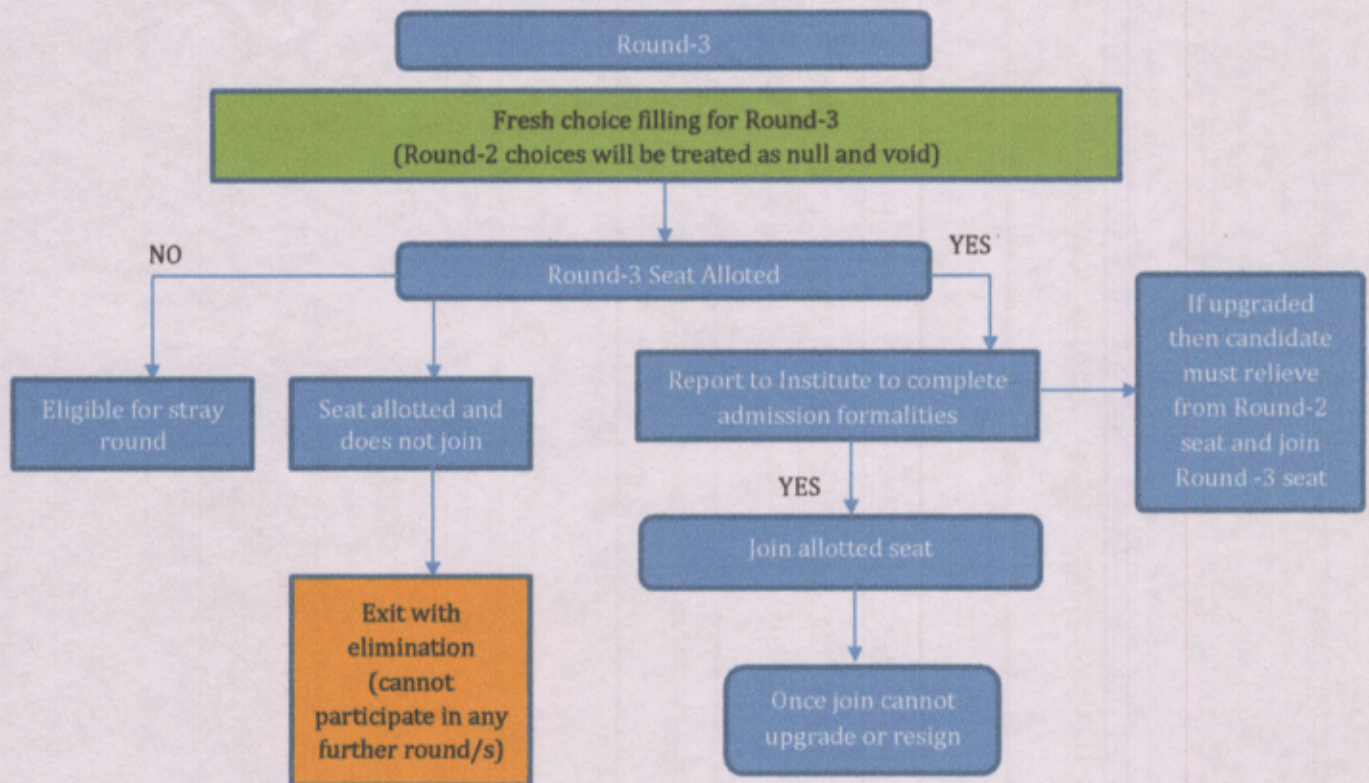 Round-3
Fresh choice filling for Round-3
(Round-2 choices will be treated as null and void)
NO
YES
Round-3 Seat Alloted
If upgraded
then candidate
must relieve
from Round-2
seat and join
Round -3 seat
Eligible for stray
round
Seat allotted and
does not join
Report to Institute to complete
admission formalities
YES
Join allotted seat
Exit with
elimination
(cannot
participate in any
further round/s)
Once join cannot
upgrade or resign